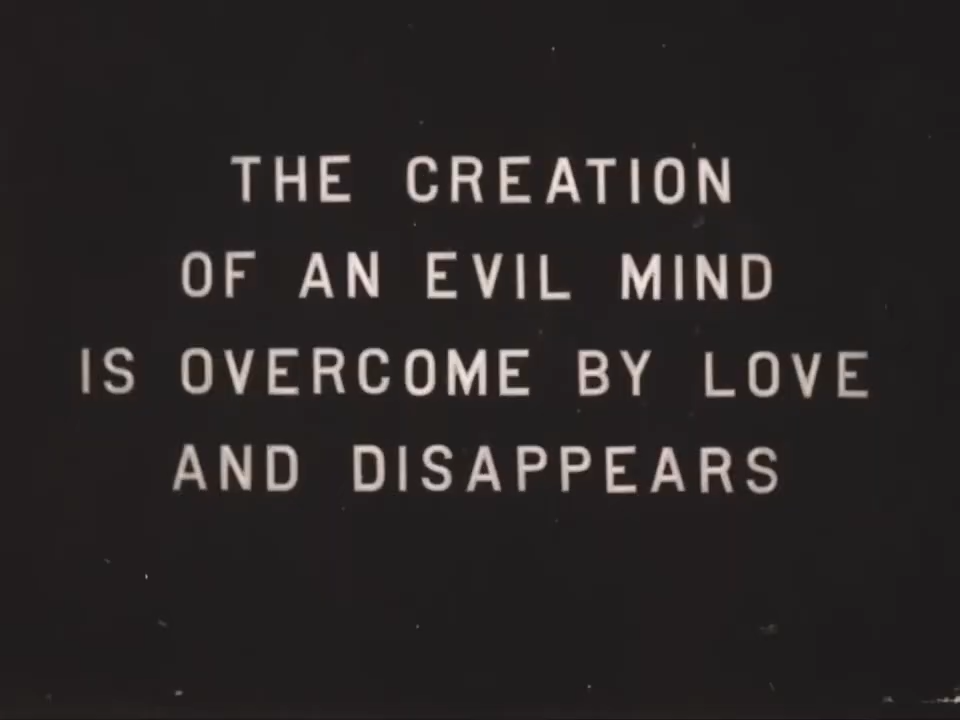 THE CREATION
OF AN EVIL MIND
IS OVERCOME BY LOVE
AND DISAPPEARS